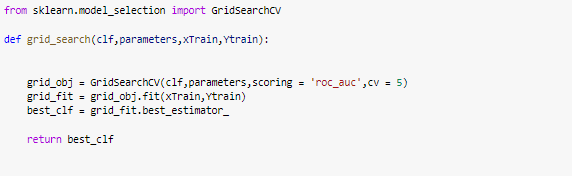 from sklearn.model_selection import GridSearchCV
def grid_search(clf,parameters,xTrain,Ytrain):
grid_obj = GridSearchCV(clf,parameters,scoring = 'roc_auc',cv = 5)
grid_fit = grid_obj.fit(xTrain,Ytrain)
best_clf = grid_fit.best_estimator_
return best_clf